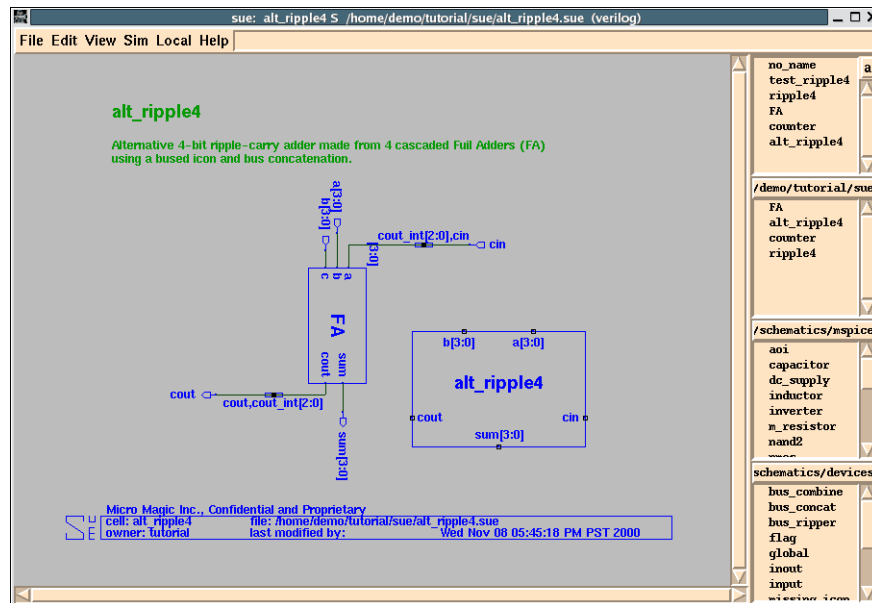 sue: alt_ripple4 S /home/demo/tutorial/sue/alt_ripple4.sue (verilog)
File Edit View Sim Local Help
alt_ripple4
Alternative 4-bit ripple-carry adder made from 4 cascaded Full Adders (FA)
using a bused icon and bus concatenation.
b[3:0]
a[3:0]
[3:0]
cout_int[2:0],cin
cin
c b a
FA
cout sum
cout
cout,cout_int[2:0]
sum[3:0]
b[3:0] a[3:0]
alt_ripple4
cout cin
sum[3:0]
Micro Magic Inc., Confidential and Proprietary
SUE
cell: alt_ripple4 file: /home/demo/tutorial/sue/alt_ripple4.sue
owner: tutorial last modified by: Wed Nov 08 05:45:18 PM PST 2000
a
no_name
test_ripple4
ripple4
FA
counter
alt_ripple4
/demo/tutorial/sue
FA
alt_ripple4
counter
ripple4
/schematics/mspice
aoi
capacitor
dc_supply
inductor
inverter
m_resistor
nand2
schematics/devices
bus_combine
bus_concat
bus_ripper
flag
global
inout
input
missing_icon